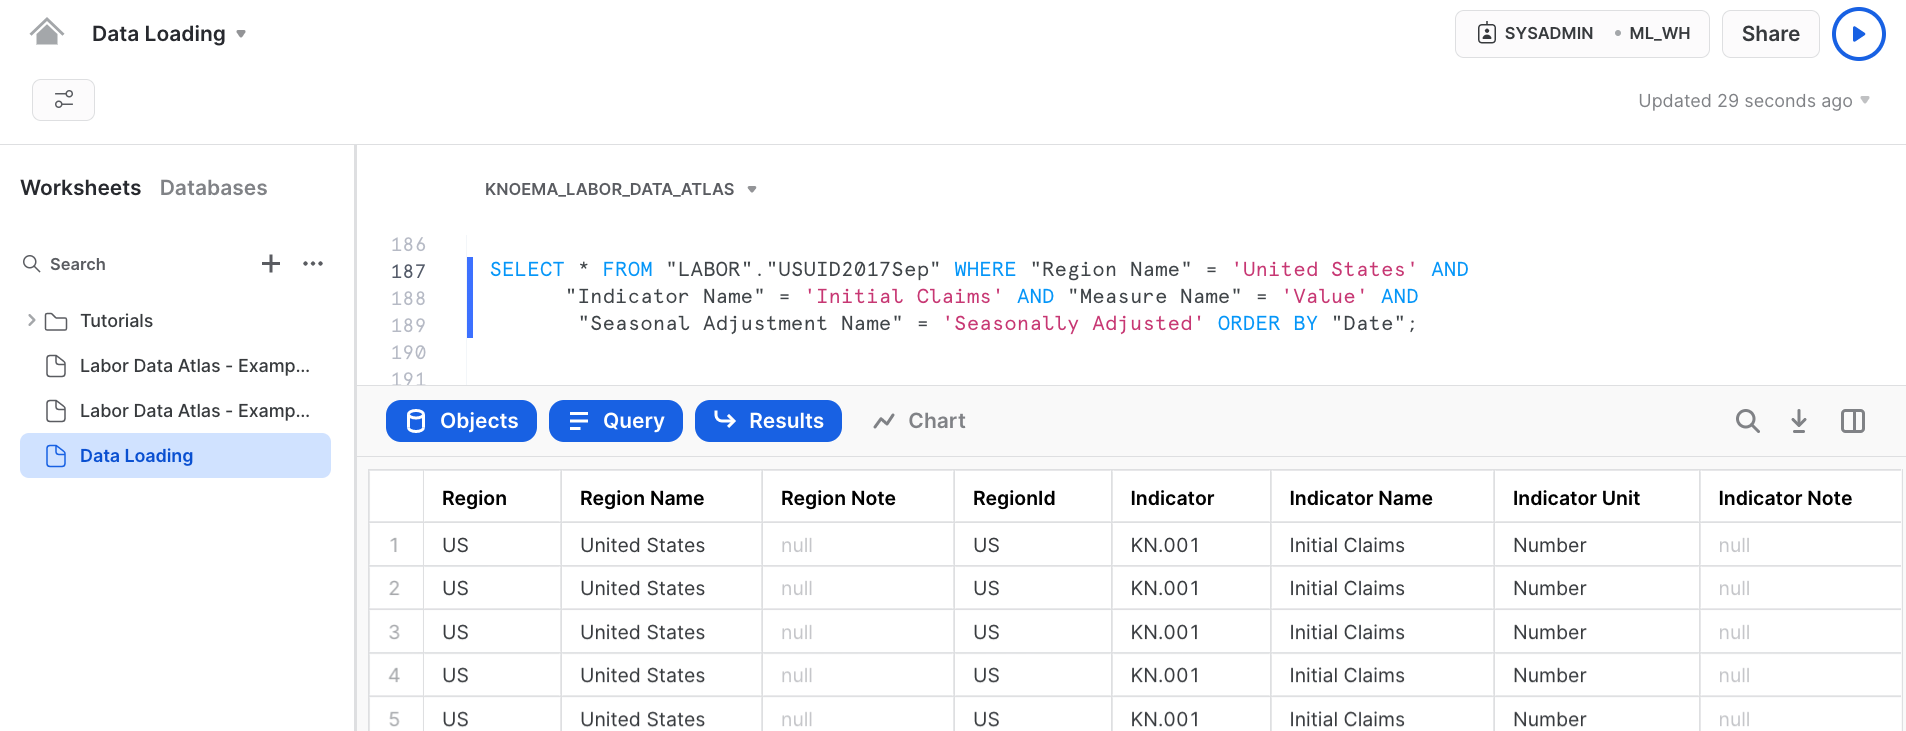 Data Loading
SYSADMIN • ML_WH
Share
Updated 29 seconds ago
Worksheets Databases
Search
Tutorials
Labor Data Atlas - Examp...
Labor Data Atlas - Examp...
Data Loading
KNOEMA_LABOR_DATA_ATLAS
186
187 SELECT * FROM "LABOR"."USUID2017Sep" WHERE "Region Name" = 'United States' AND
188 "Indicator Name" = 'Initial Claims' AND "Measure Name" = 'Value' AND
189 "Seasonal Adjustment Name" = 'Seasonally Adjusted' ORDER BY "Date";
190
191
Objects Query Results Chart
Region Region Name Region Note RegionId Indicator Indicator Name Indicator Unit Indicator Note
1 US United States null US KN.001 Initial Claims Number null
2 US United States null US KN.001 Initial Claims Number null
3 US United States null US KN.001 Initial Claims Number null
4 US United States null US KN.001 Initial Claims Number null
5 US United States null US KN.001 Initial Claims Number null